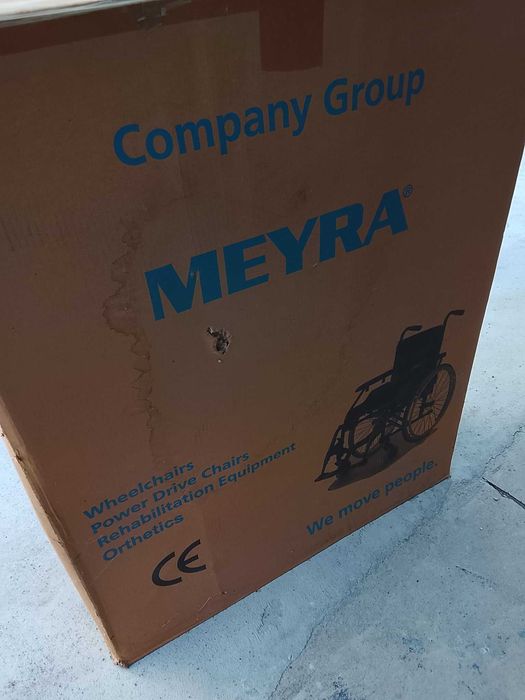 Company Group
MEYRA®
Wheelchairs
Power Drive Chairs
Rehabilitation Equipment
Orthetics
CE
We move people.